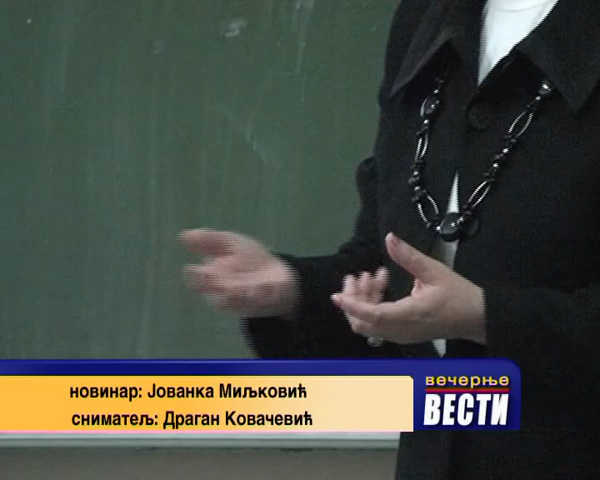 новинар: Јованка Миљковић
сниматељ: Драган Ковачевић
вечерње
ВЕСТИ